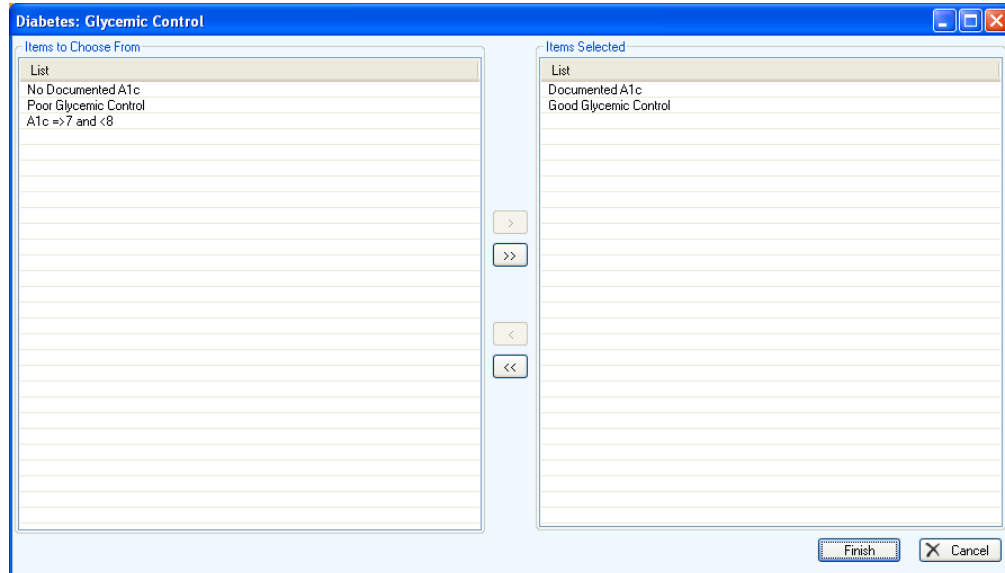 Diabetes: Glycemic Control
Items to Choose From
List
No Documented A1c
Poor Glycemic Control
A1c =>7 and <8
>
>>
<
<<
Items Selected
List
Documented A1c
Good Glycemic Control
Finish
Cancel